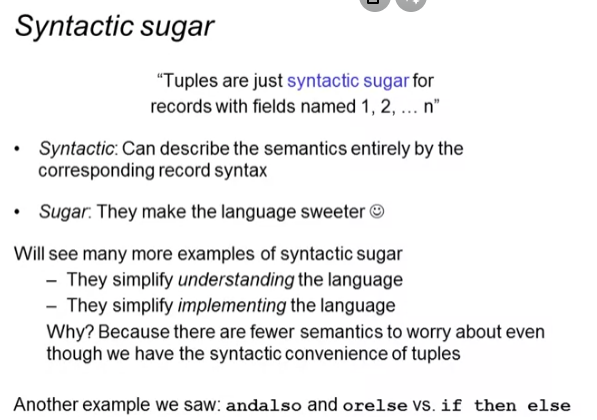 Syntactic sugar
“Tuples are just syntactic sugar for
records with fields named 1, 2, … n”
• Syntactic: Can describe the semantics entirely by the
corresponding record syntax
• Sugar: They make the language sweeter ☺
Will see many more examples of syntactic sugar
– They simplify understanding the language
– They simplify implementing the language
Why? Because there are fewer semantics to worry about even
though we have the syntactic convenience of tuples
Another example we saw: andalso and orelse vs. if then else